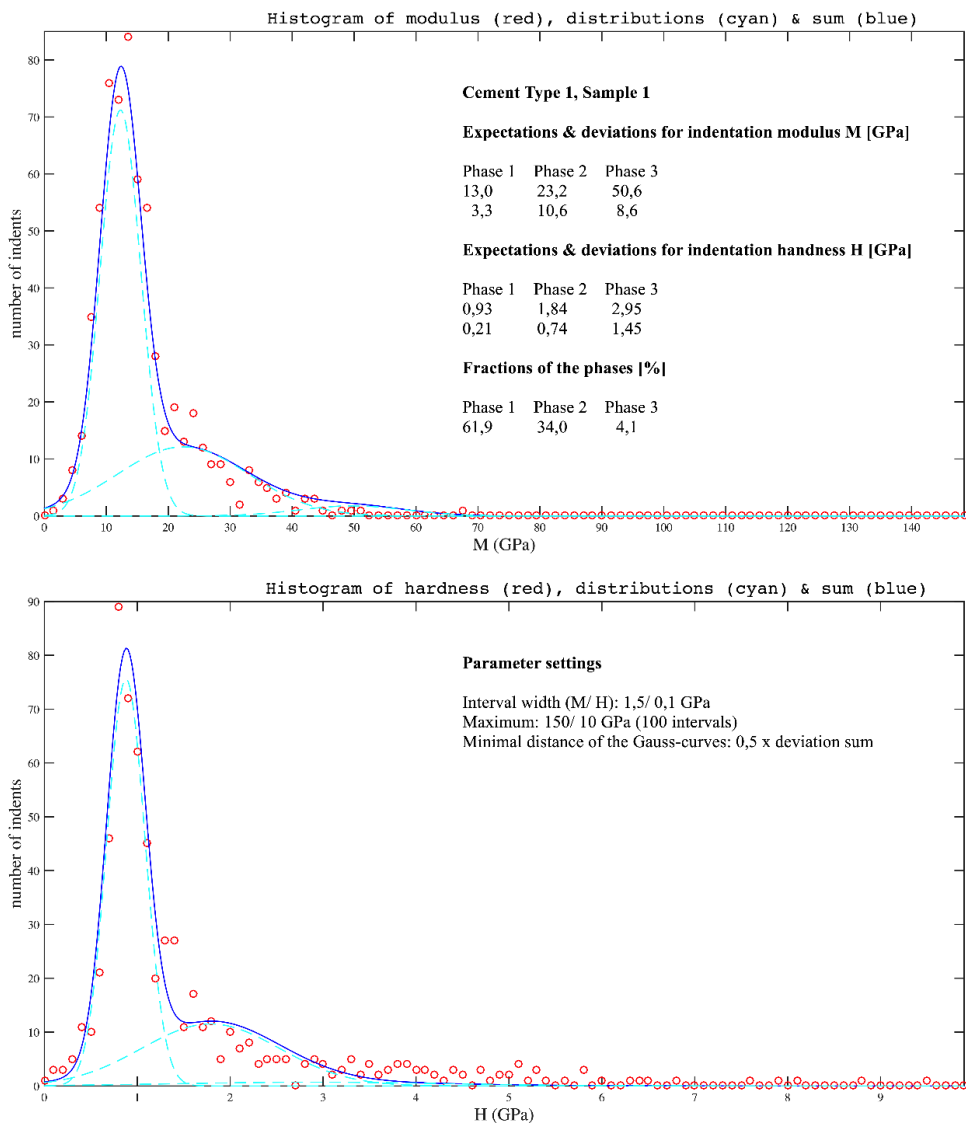 Histogram of modulus (red), distributions (cyan) & sum (blue)
80
70
60
50
40
30
20
10
0
number of indents
Cement Type 1, Sample 1
Expectations & deviations for indentation modulus M [GPa]
Phase 1 Phase 2 Phase 3
13,0 23,2 50,6
3,3 10,6 8,6
Expectations & deviations for indentation handness H [GPa]
Phase 1 Phase 2 Phase 3
0,93 1,84 2,95
0,21 0,74 1,45
Fractions of the phases [%]
Phase 1 Phase 2 Phase 3
61,9 34,0 4,1
0 10 20 30 40 50 60 70 80 90 100 110 120 130 140
M (GPa)
Histogram of hardness (red), distributions (cyan) & sum (blue)
90
80
70
60
50
40
30
20
10
0
number of indents
Parameter settings
Interval width (M/ H): 1,5/ 0,1 GPa
Maximum: 150/ 10 GPa (100 intervals)
Minimal distance of the Gauss-curves: 0,5 x deviation sum
0 1 2 3 4 5 6 7 8 9
H (GPa)